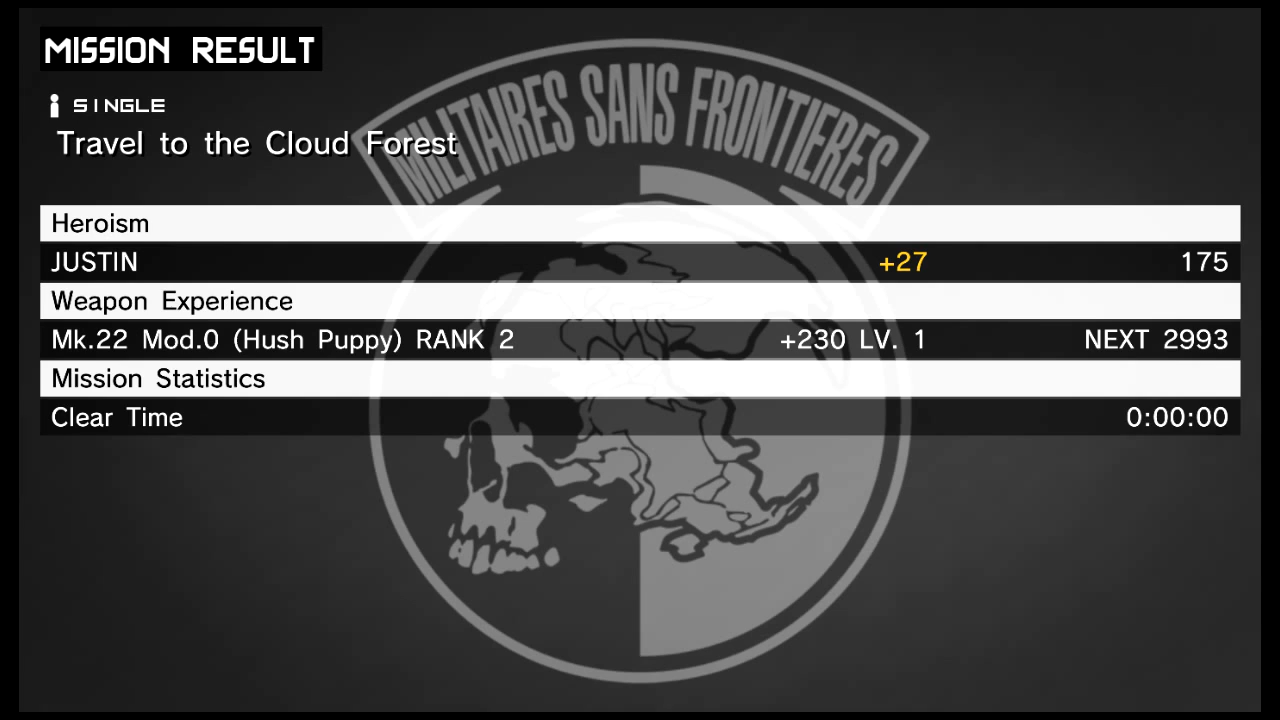 MISSION RESULT
SINGLE
Travel to the Cloud Forest
MILITAIRES SANS FRONTIERES
Heroism
JUSTIN +27 175
Weapon Experience
Mk.22 Mod.0 (Hush Puppy) RANK 2 +230 LV. 1 NEXT 2993
Mission Statistics
Clear Time 0:00:00